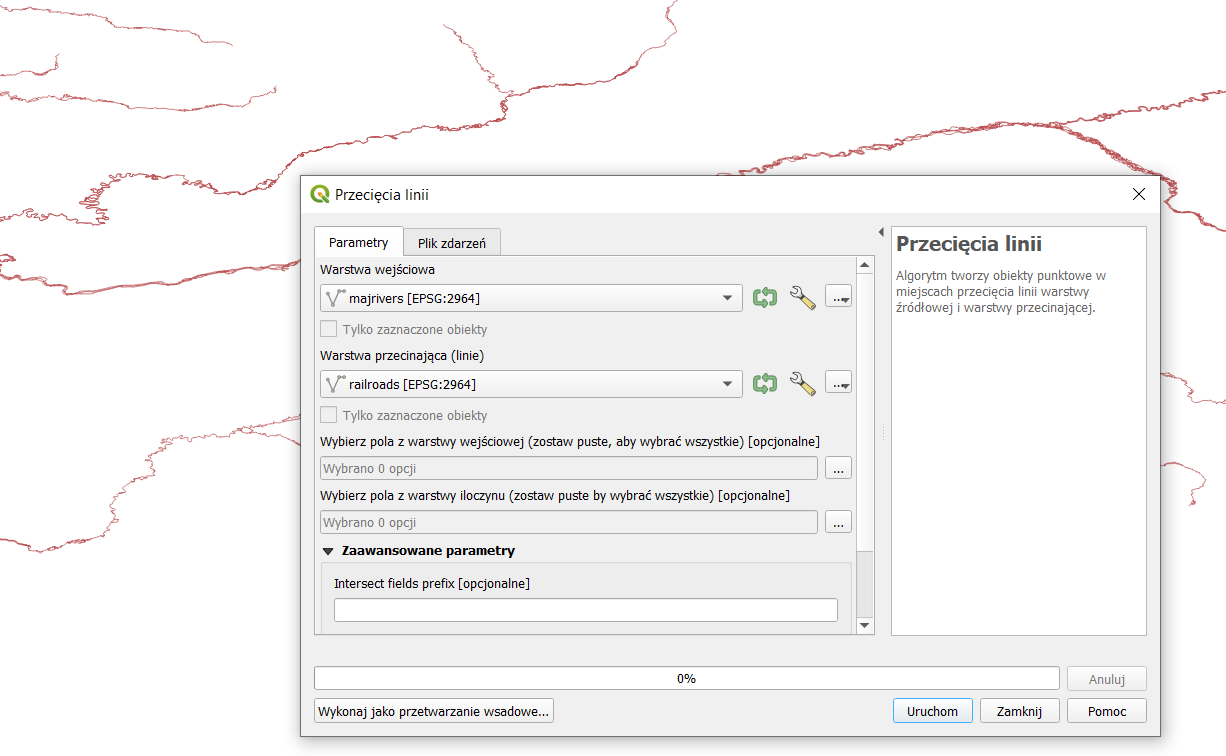 Przecięcia linii
Parametry
Plik zdarzeń
Warstwa wejściowa
majrivers [EPSG:2964]
...
Tylko zaznaczone obiekty
Warstwa przecinająca (linie)
railroads [EPSG:2964]
...
Tylko zaznaczone obiekty
Wybierz pola z warstwy wejściowej (zostaw puste, aby wybrać wszystkie) [opcjonalne]
Wybrano 0 opcji
...
Wybierz pola z warstwy iloczynu (zostaw puste by wybrać wszystkie) [opcjonalne]
Wybrano 0 opcji
...
Zaawansowane parametry
Intersect fields prefix [opcjonalne]
Przecięcia linii
Algorytm tworzy obiekty punktowe w
miejscach przecięcia linii warstwy
źródłowej i warstwy przecinającej.
0%
Anuluj
Wykonaj jako przetwarzanie wsadowe...
Uruchom
Zamknij
Pomoc